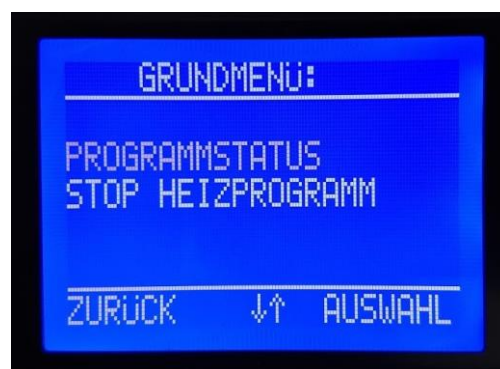 GRUNDMENü:
PROGRAMMSTATUS
STOP HEIZPROGRAMM
ZURüCK ↓↑ AUSWAHL